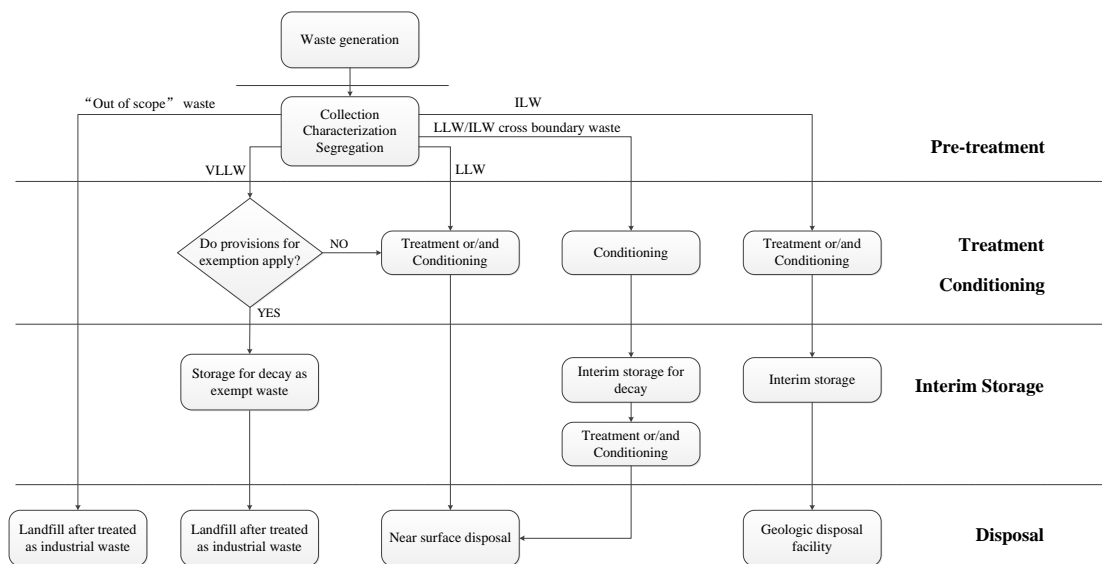 Waste generation
“Out of sc” waste
ILW
Collection
Characterization
Segregation
LLW/ILW cross boundary waste
Pre-treatment
VLLW
LLW
Do provisions for
exemption apply?
NO
Treatment or/and
Conditioning
Conditioning
Treatment or/and
Conditioning
Treatment
Conditioning
YES
Storage for decay as
exempt waste
Interim storage for
decay
Interim storage
Interim Storage
Treatment or/and
Conditioning
Landfill after treated
as industrial waste
Landfill after treated
as industrial waste
Near surface disposal
Geologic disposal
facility
Disposal